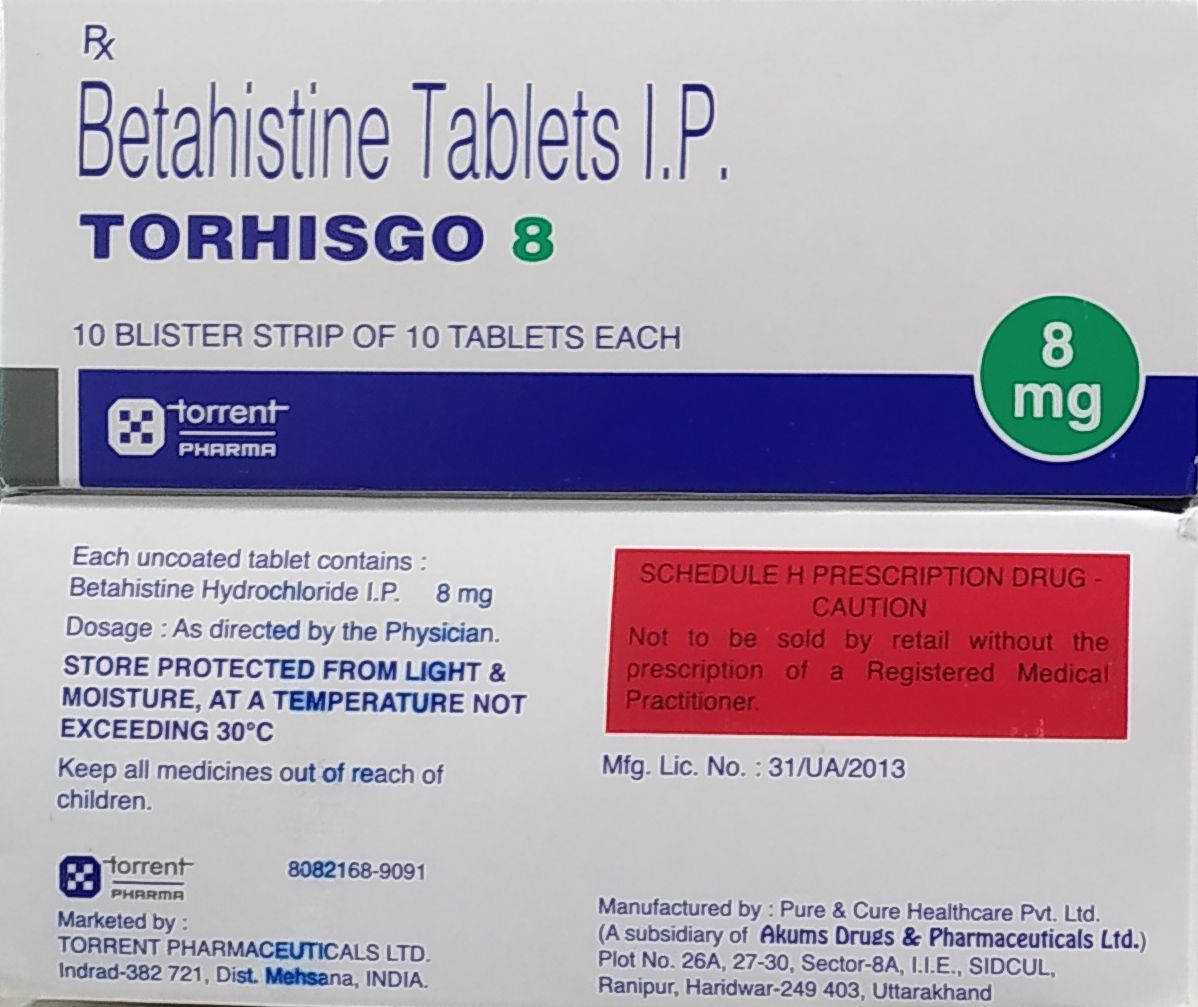 Rx
Betahistine Tablets I.P.
TORHISGO 8
10 BLISTER STRIP OF 10 TABLETS EACH
8
mg
torrent
PHARMA
Each uncoated tablet contains :
Betahistine Hydrochloride I.P. 8 mg
Dosage : As directed by the Physician.
STORE PROTECTED FROM LIGHT &
MOISTURE, AT A TEMPERATURE NOT
EXCEEDING 30°C
Keep all medicines out of reach of
children.
torrent
PHARMA
8082168-9091
Marketed by :
TORRENT PHARMACEUTICALS LTD.
Indrad-382 721, Dist. Mehsana, INDIA.
SCHEDULE H PRESCRIPTION DRUG -
CAUTION
Not to be sold by retail without the
prescription of a Registered Medical
Practitioner.
Mfg. Lic. No. : 31/UA/2013
Manufactured by : Pure & Cure Healthcare Pvt. Ltd.
(A subsidiary of Akums Drugs & Pharmaceuticals Ltd.)
Plot No. 26A, 27-30, Sector-8A, I.I.E., SIDCUL,
Ranipur, Haridwar-249 403, Uttarakhand